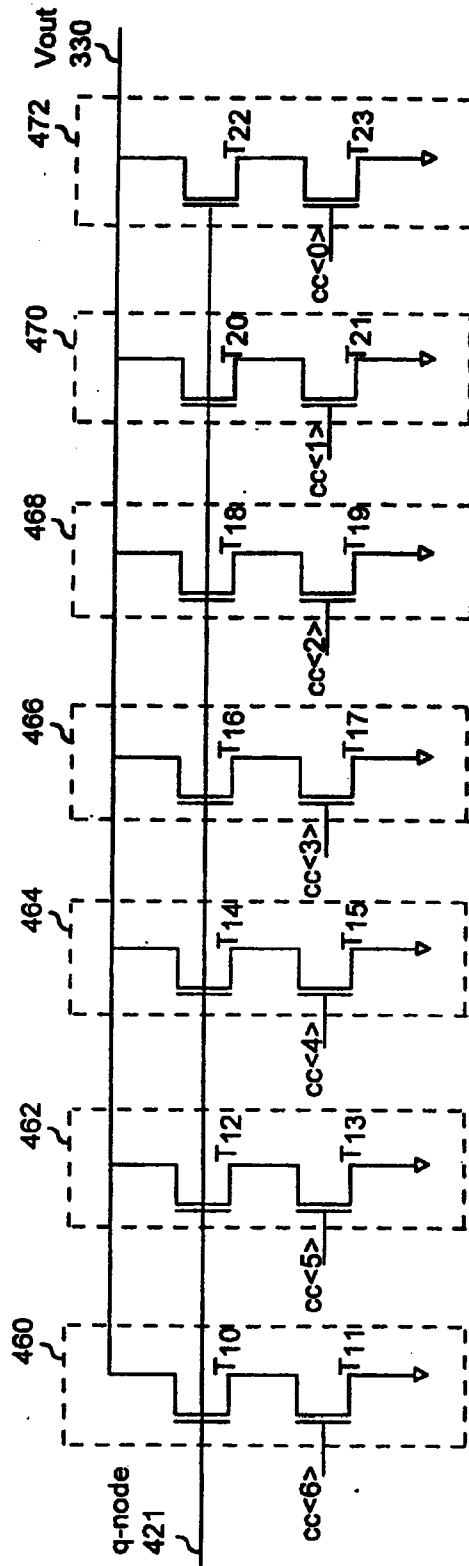 460
462
464
466
468
470
472
Vout
330
q-node
421
T10
T12
T14
T16
T18
T20
T22
T11
T13
T15
T17
T19
T21
T23
cc<6>
cc<5>
cc<4>
cc<3>
cc<2>
cc<1>
cc<0>